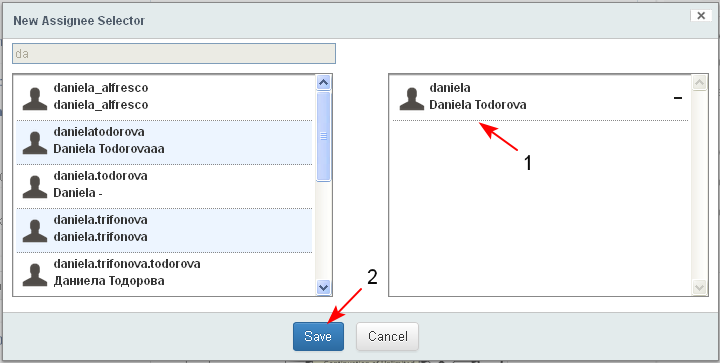 New Assignee Selector
da
daniela_alfresco
daniela_alfresco
danielatodorova
Daniela Todorovaaa
daniela.todorova
Daniela -
daniela.trifonova
daniela.trifonova
daniela.trifonova.todorova
Даниела Тодорова
daniela
Daniela Todorova
1
2
Save
Cancel